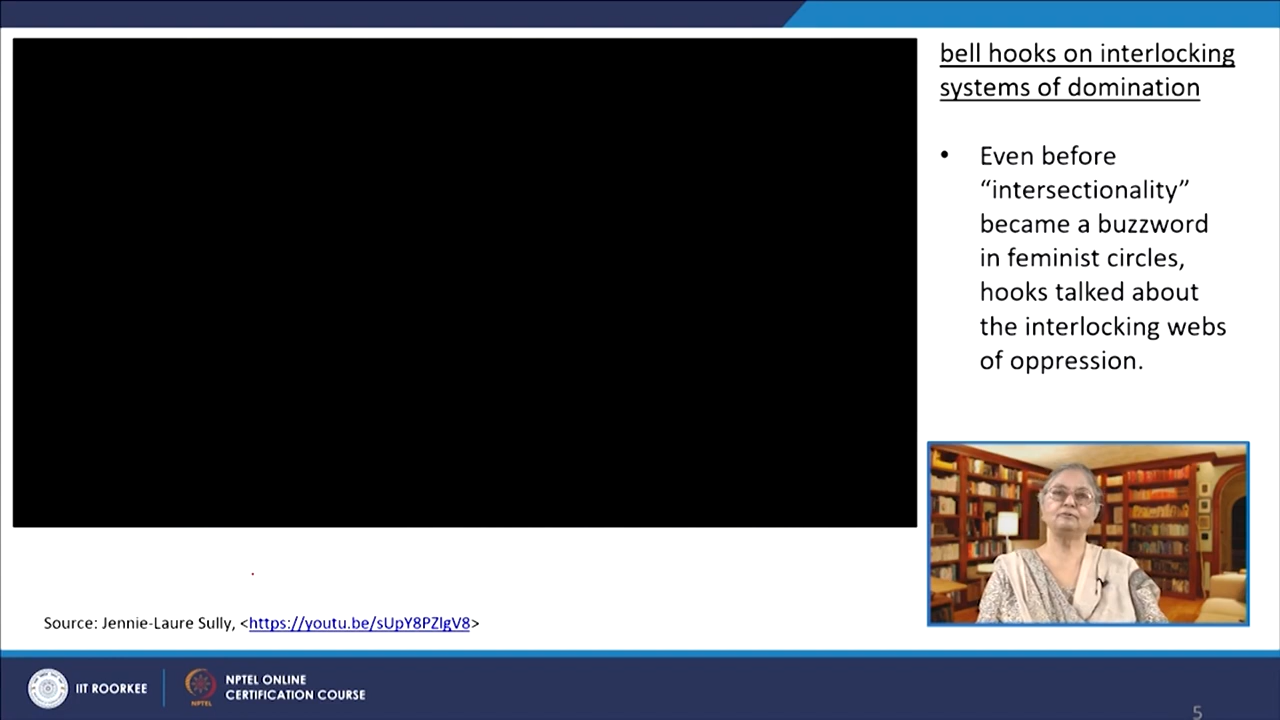 bell hooks on interlocking
systems of domination
• Even before
“intersectionality”
became a buzzword
in feminist circles,
hooks talked about
the interlocking webs
of oppression.
Source: Jennie-Laure Sully, <https://youtu.be/sUpY8PZlgV8>
IIT ROORKEE
NPTEL
NPTEL ONLINE
CERTIFICATION COURSE
5